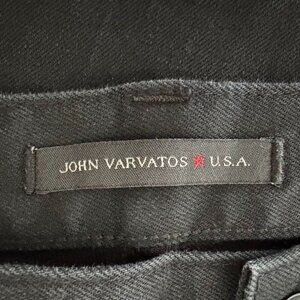 JOHN VARVATOS ★ U.S.A.